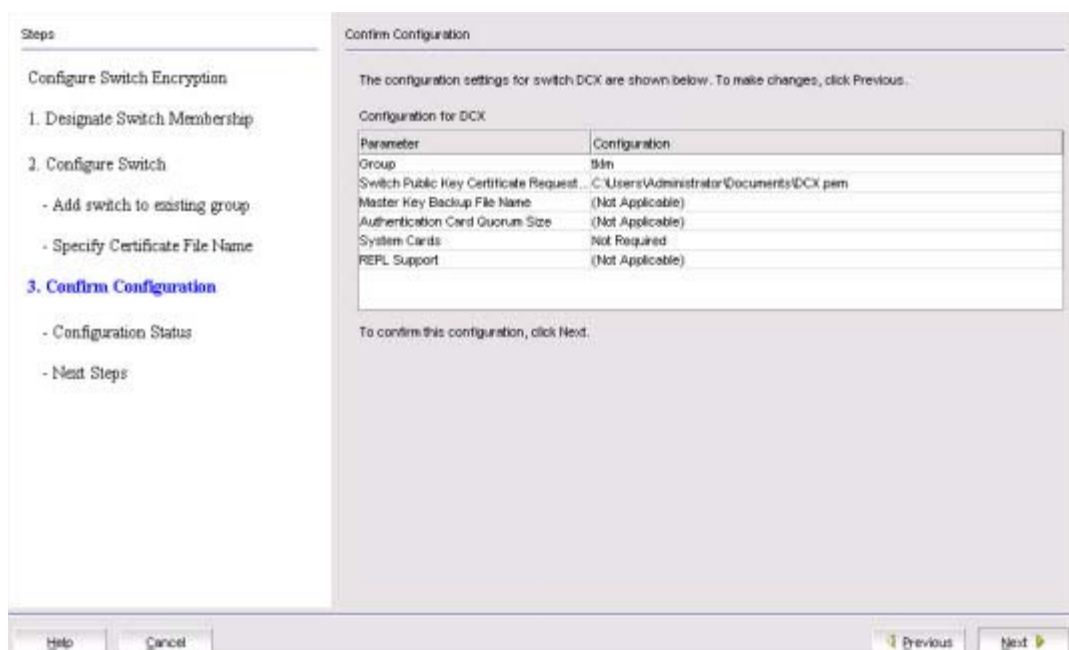 Steps
Configure Switch Encryption
1. Designate Switch Membership
2. Configure Switch
- Add switch to existing group
- Specify Certificate File Name
3. Confirm Configuration
- Configuration Status
- Next Steps
Confirm Configuration
The configuration settings for switch DCX are shown below. To make changes, click Previous.
Configuration for DCX
Parameter Configuration
Group tklm
Switch Public Key Certificate Request... C:\Users\Administrator\Documents\DCX.pem
Master Key Backup File Name (Not Applicable)
Authentication Card Quorum Size (Not Applicable)
System Cards Not Required
REPL Support (Not Applicable)
To confirm this configuration, click Next.
Help Cancel Previous Next